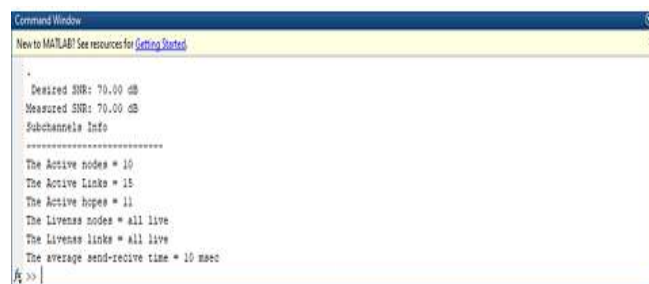 Command Window
New to MATLAB? See resources for Getting Started.
.
Desired SNR: 70.00 dB
Measured SNR: 70.00 dB
Subchannels Info
---------------------------
The Active nodes = 10
The Active Links = 15
The Active hopes = 11
The Livenss nodes = all live
The Livenss links = all live
The average send-recive time = 10 msec
fx >>